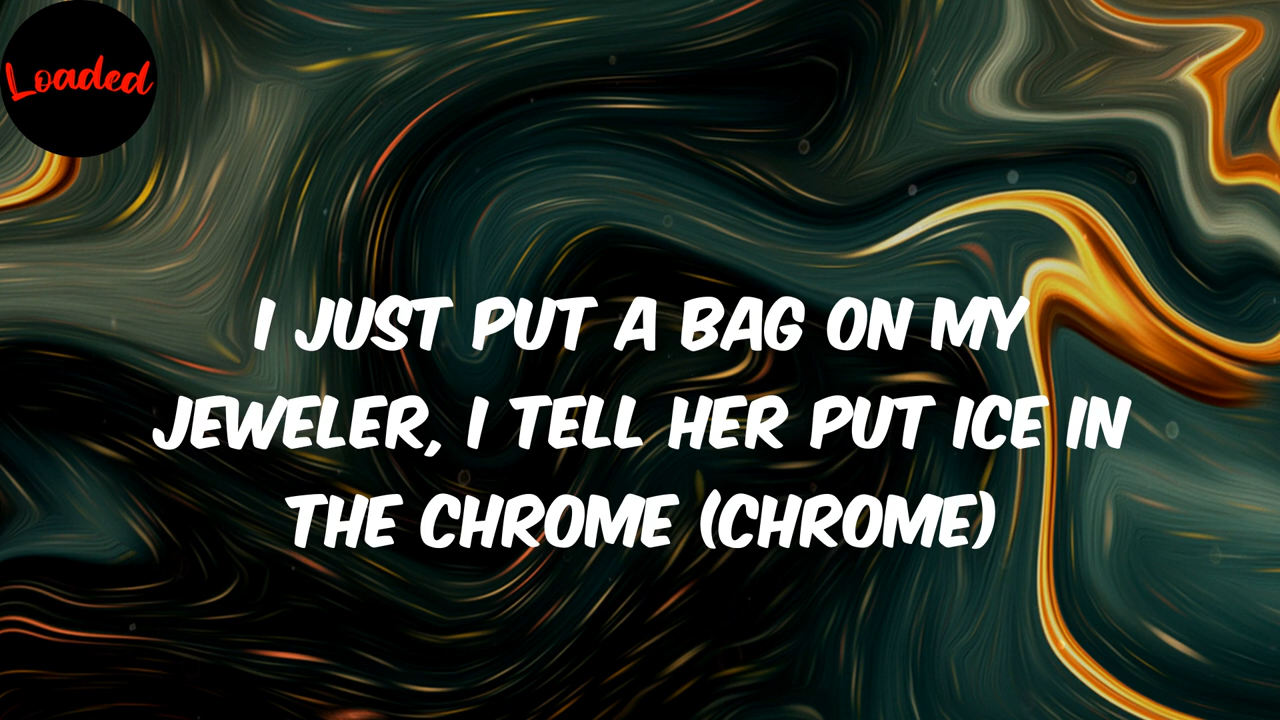 Loaded
I JUST PUT A BAG ON MY
JEWELER, I TELL HER PUT ICE IN
THE CHROME (CHROME)